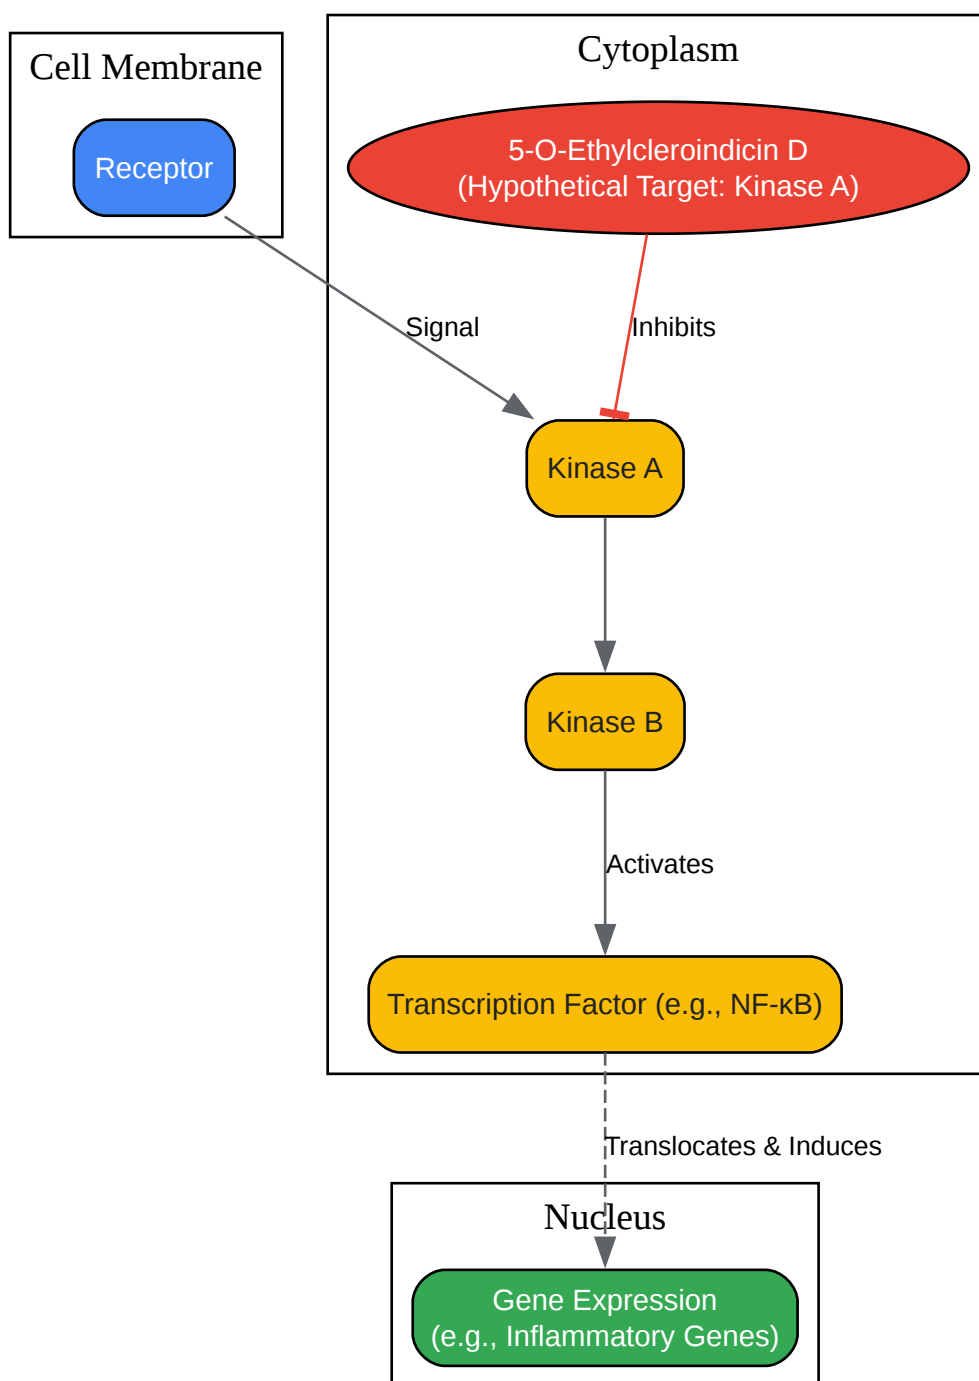 Cell Membrane
Receptor
Cytoplasm
5-O-Ethylcleroindicin D
(Hypothetical Target: Kinase A)
Signal
Inhibits
Kinase A
Kinase B
Activates
Transcription Factor (e.g., NF-κB)
Translocates & Induces
Nucleus
Gene Expression
(e.g., Inflammatory Genes)